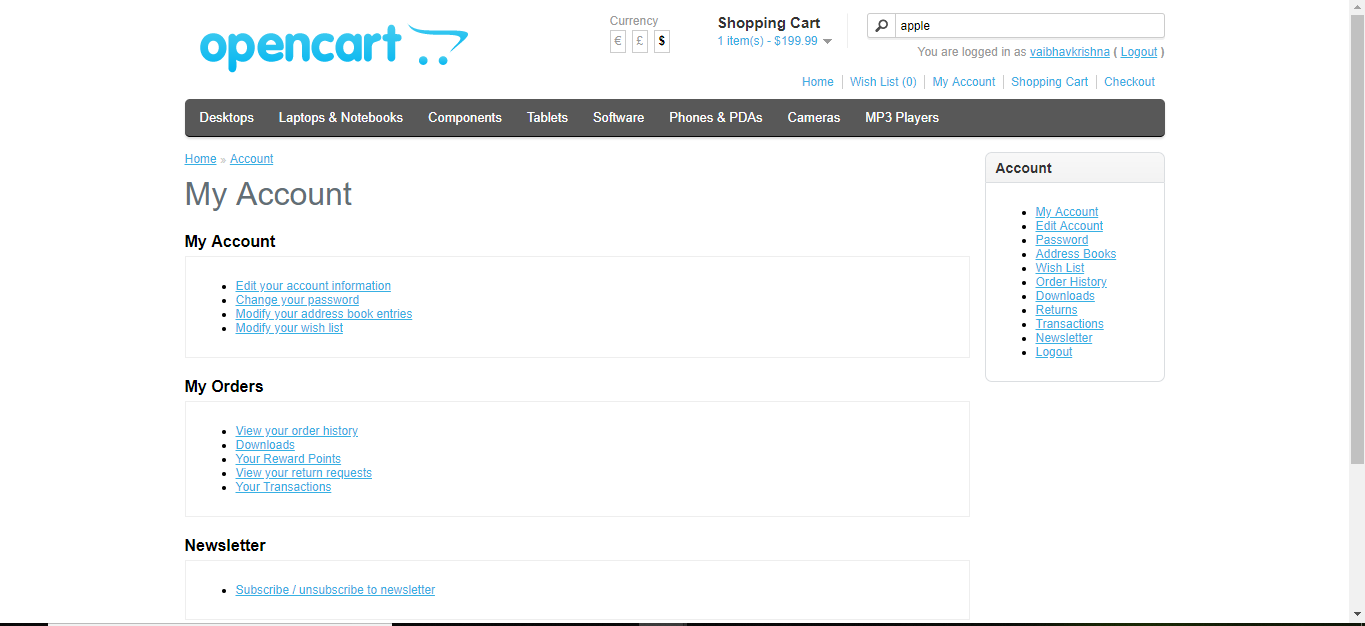 opencart
Currency
€ £ $
Shopping Cart
1 item(s) - $199.99
apple
You are logged in as vaibhavkrishna ( Logout )
Home Wish List (0) My Account Shopping Cart Checkout
Desktops Laptops & Notebooks Components Tablets Software Phones & PDAs Cameras MP3 Players
Home » Account
My Account
My Account
Edit your account information
Change your password
Modify your address book entries
Modify your wish list
My Orders
View your order history
Downloads
Your Reward Points
View your return requests
Your Transactions
Newsletter
Subscribe / unsubscribe to newsletter
Account
My Account
Edit Account
Password
Address Books
Wish List
Order History
Downloads
Returns
Transactions
Newsletter
Logout